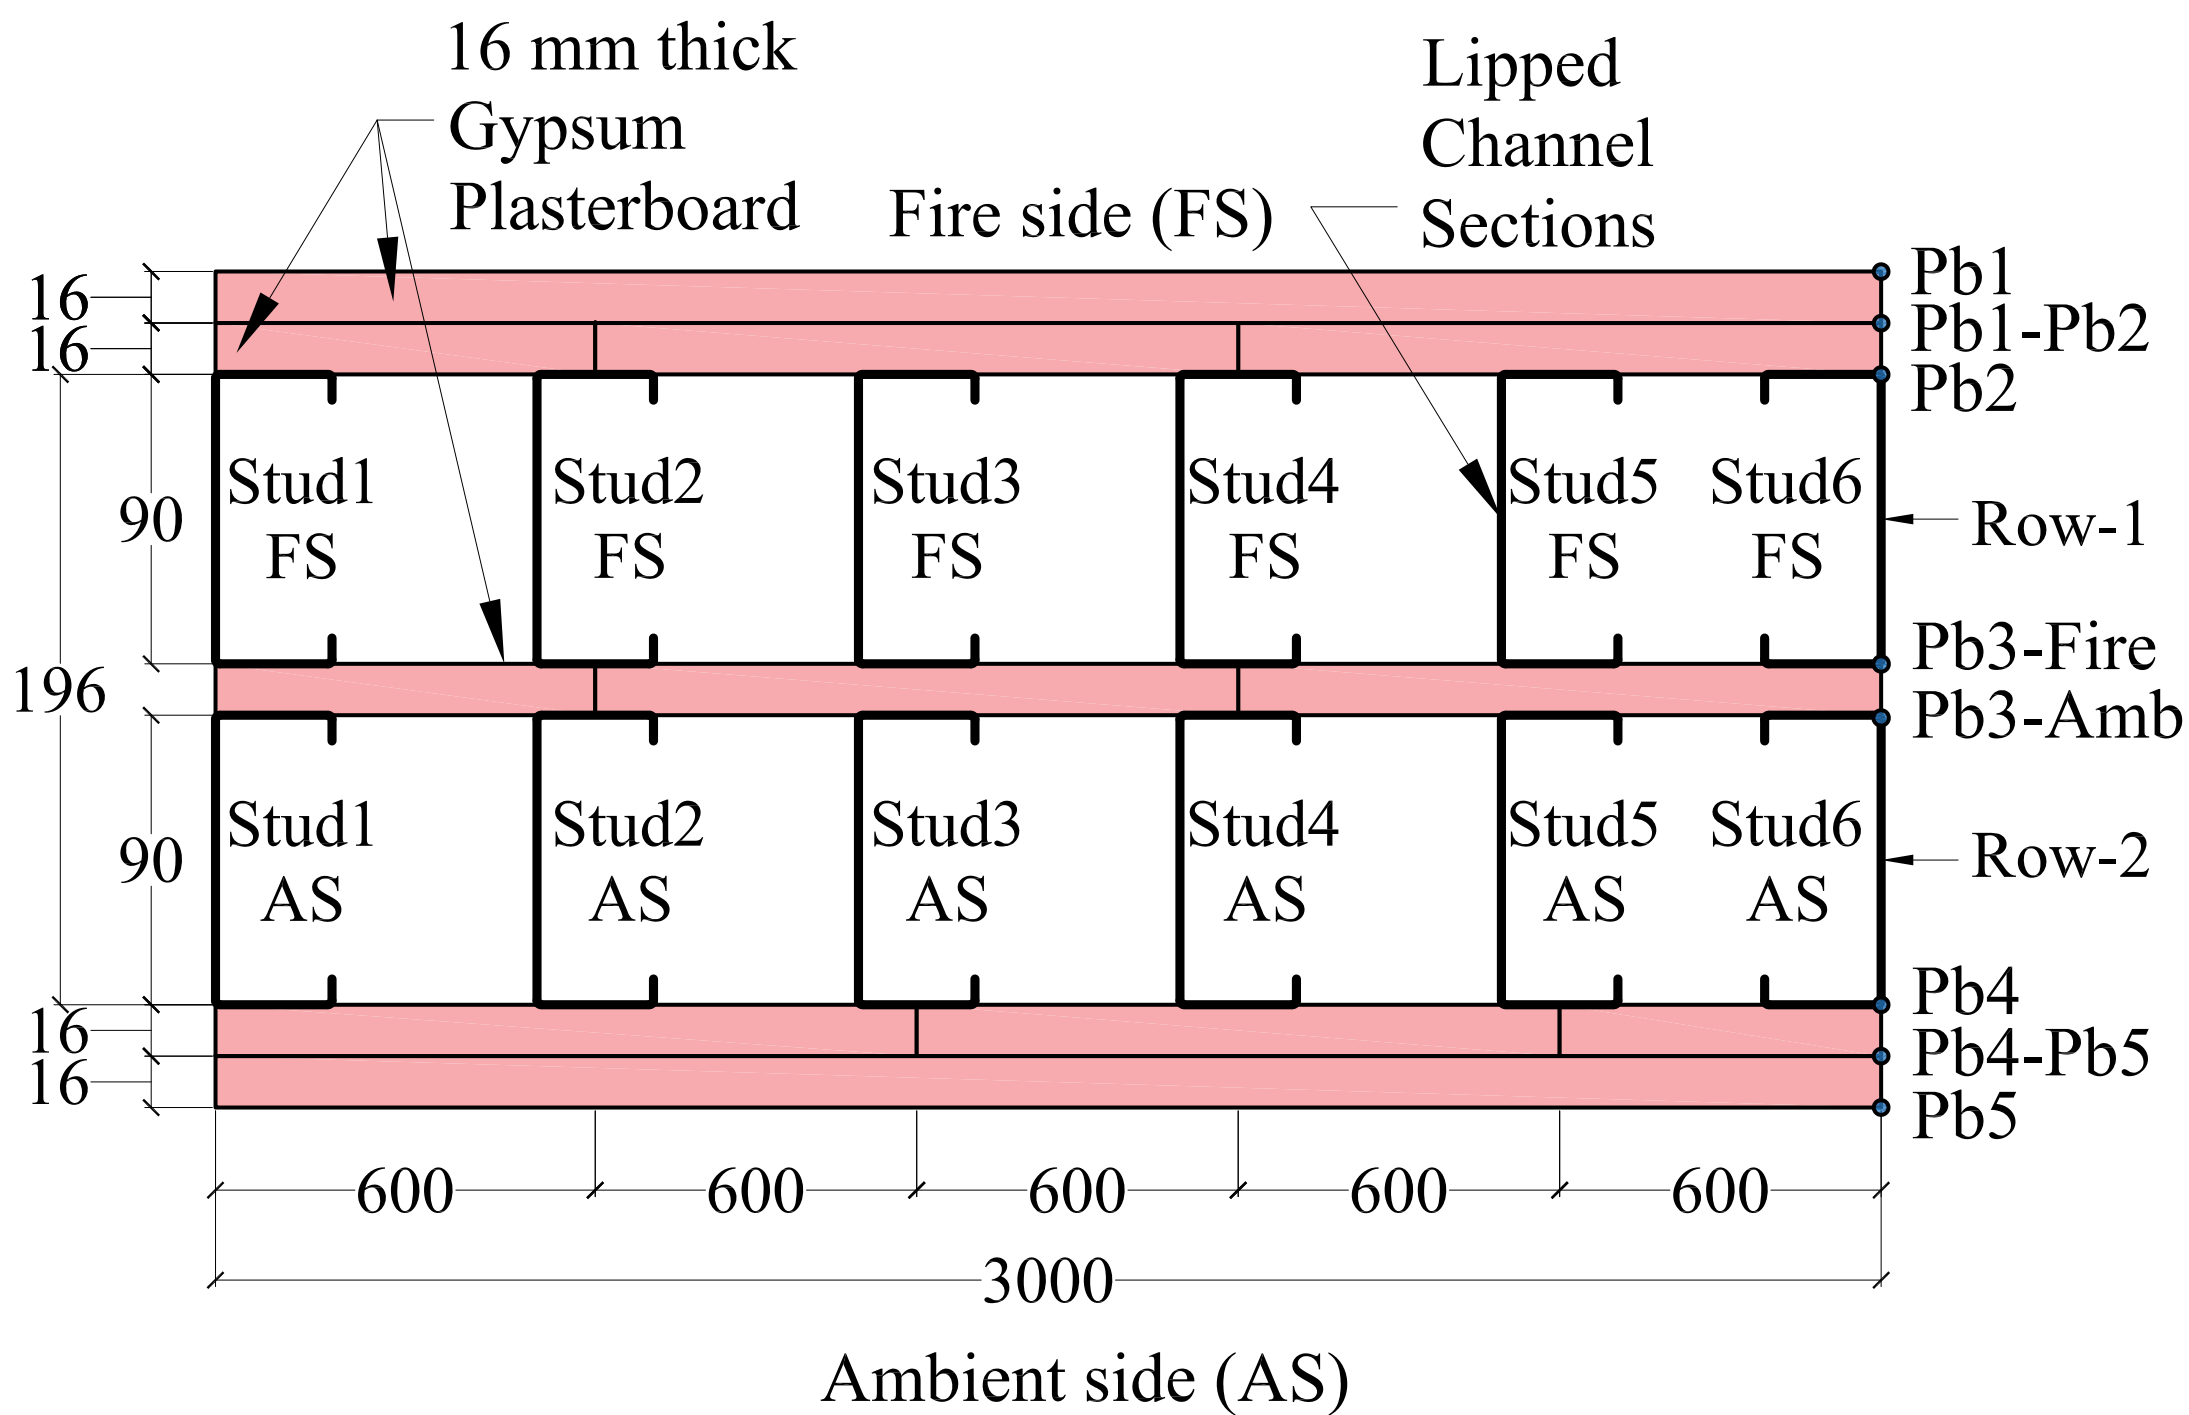 16 mm thick
Gypsum
Plasterboard
Lipped
Channel
Sections
Fire side (FS)
16
16
90
196
90
16
16
Pb1
Pb1-Pb2
Pb2
Stud1
FS
Stud2
FS
Stud3
FS
Stud4
FS
Stud5
FS
Stud6
FS
Row-1
Pb3-Fire
Pb3-Amb
Stud1
AS
Stud2
AS
Stud3
AS
Stud4
AS
Stud5
AS
Stud6
AS
Row-2
Pb4
Pb4-Pb5
Pb5
600
600
600
600
600
3000
Ambient side (AS)